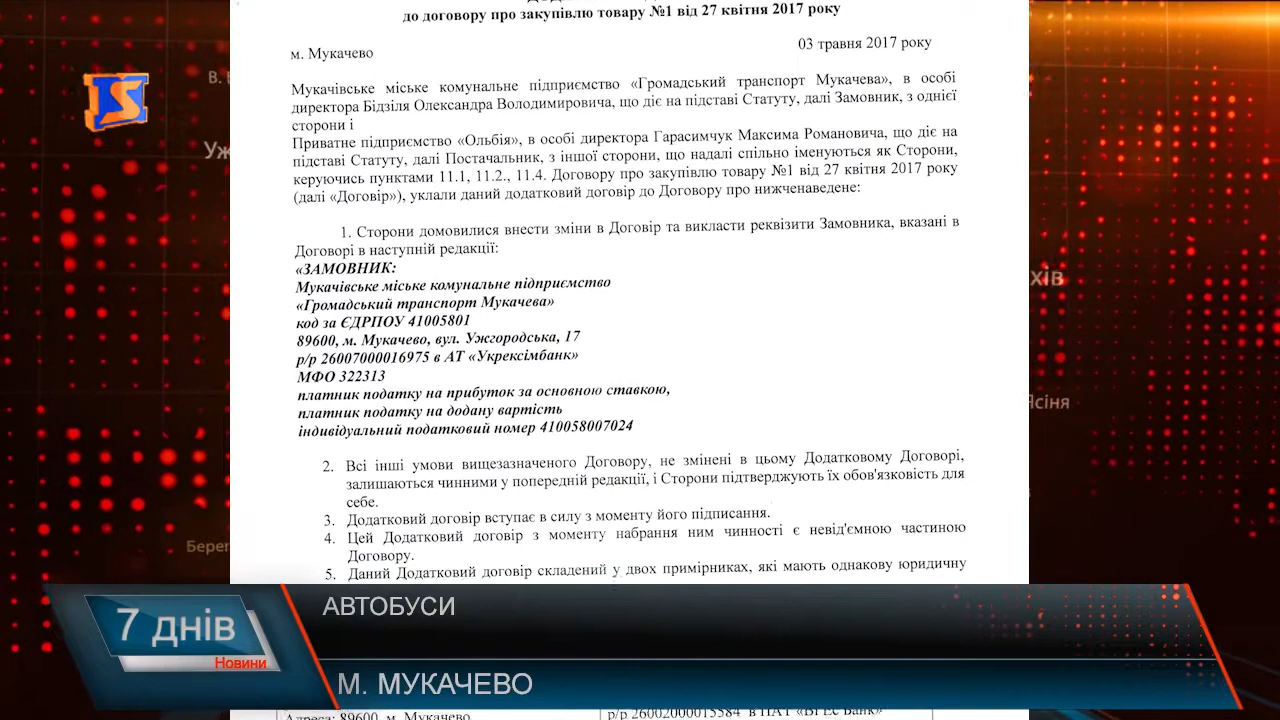 до договору про закупівлю товару №1 від 27 квітня 2017 року
м. Мукачево
03 травня 2017 року
Мукачівське міське комунальне підприємство «Громадський транспорт Мукачева», в особі
директора Бідзіля Олександра Володимировича, що діє на підставі Статуту, далі Замовник, з однієї
сторони і
Приватне підприємство «Ольбія», в особі директора Гарасимчук Максима Романовича, що діє на
підставі Статуту, далі Постачальник, з іншої сторони, що надалі спільно іменуються як Сторони,
керуючись пунктами 11.1, 11.2., 11.4. Договору про закупівлю товару №1 від 27 квітня 2017 року
(далі «Договір»), уклали даний додатковий договір до Договору про нижченаведене:
1. Сторони домовилися внести зміни в Договір та викласти реквізити Замовника, вказані в
Договорі в наступній редакції:
«ЗАМОВНИК:
Мукачівське міське комунальне підприємство
«Громадський транспорт Мукачева»
код за ЄДРПОУ 41005801
89600, м. Мукачево, вул. Ужгородська, 17
р/р 26007000016975 в АТ «Укрексімбанк»
МФО 322313
платник податку на прибуток за основною ставкою,
платник податку на додану вартість
індивідуальний податковий номер 410058007024
2. Всі інші умови вищезазначеного Договору, не змінені в цьому Додатковому Договорі,
залишаються чинними у попередній редакції, і Сторони підтверджують їх обов'язковість для
себе.
3. Додатковий договір вступає в силу з моменту його підписання.
4. Цей Додатковий договір з моменту набрання ним чинності є невід'ємною частиною
Договору.
5. Даний Додатковий договір складений у двох примірниках, які мають однакову юридичну
В.
Уж
хів
Ясіня
Берег
7 днів
Новини
АВТОБУСИ
М. МУКАЧЕВО
Адреса: 89600, м. Мукачево,
р/р 26002000015584 в ПАТ